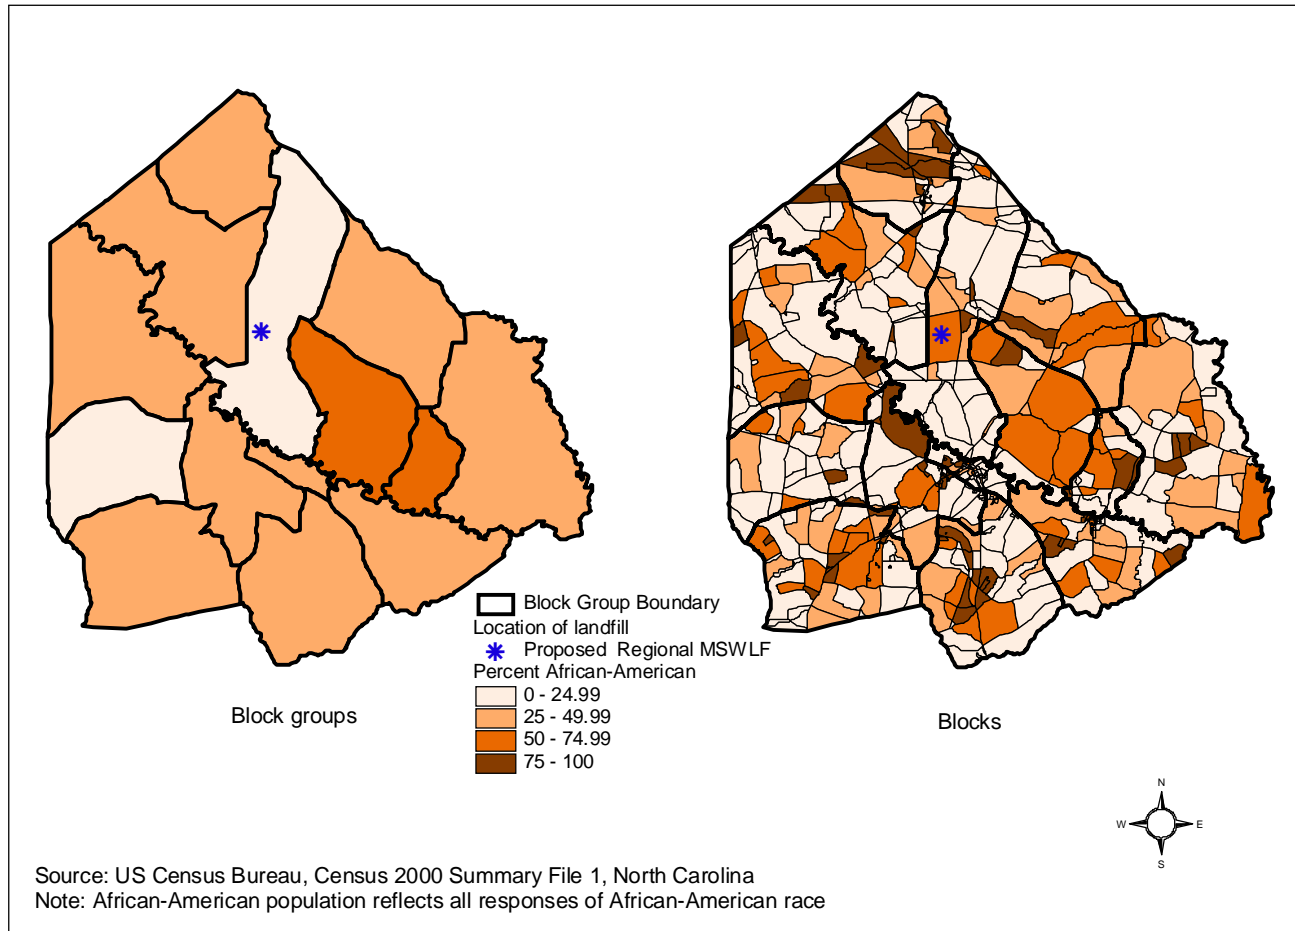 Block Group Boundary
Location of landfill
Proposed Regional MSWLF
Percent African-American
0 - 24.99
25 - 49.99
50 - 74.99
75 - 100
Block groups
Blocks
N
W
E
S
Source: US Census Bureau, Census 2000 Summary File 1, North Carolina
Note: African-American population reflects all responses of African-American race